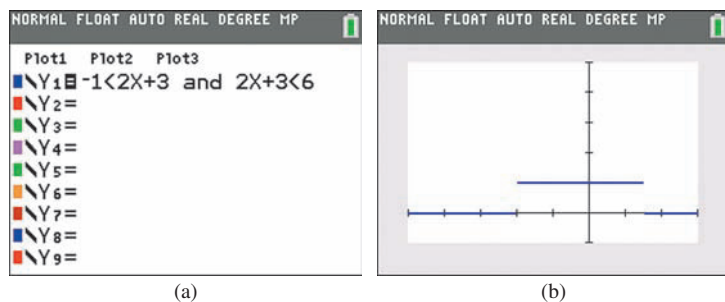 NORMAL FLOAT AUTO REAL DEGREE MP
Plot1 Plot2 Plot3
\Y1=-1<2X+3 and 2X+3<6
\Y2=
\Y3=
\Y4=
\Y5=
\Y6=
\Y7=
\Y8=
\Y9=
(a)
NORMAL FLOAT AUTO REAL DEGREE MP
(b)